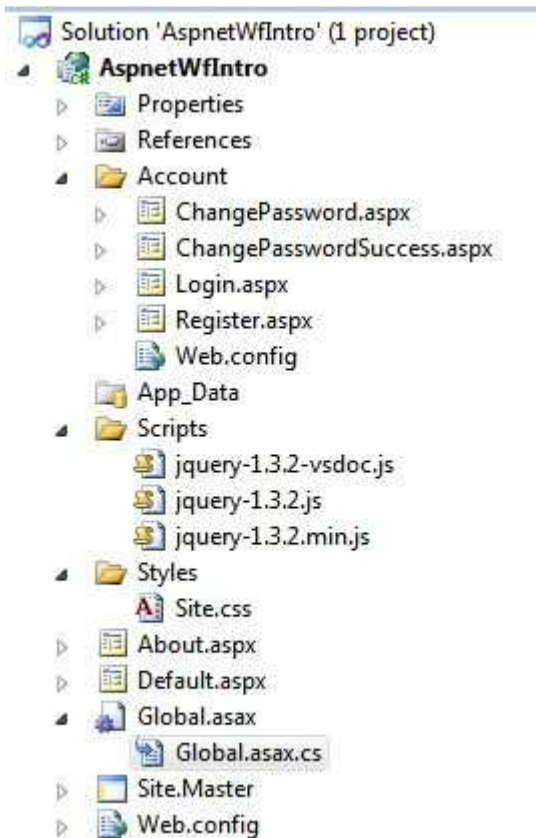 Solution 'AspnetWfIntro' (1 project)
AspnetWfIntro
Properties
References
Account
ChangePassword.aspx
ChangePasswordSuccess.aspx
Login.aspx
Register.aspx
Web.config
App_Data
Scripts
jquery-1.3.2-vsdoc.js
jquery-1.3.2.js
jquery-1.3.2.min.js
Styles
Site.css
About.aspx
Default.aspx
Global.asax
Global.asax.cs
Site.Master
Web.config